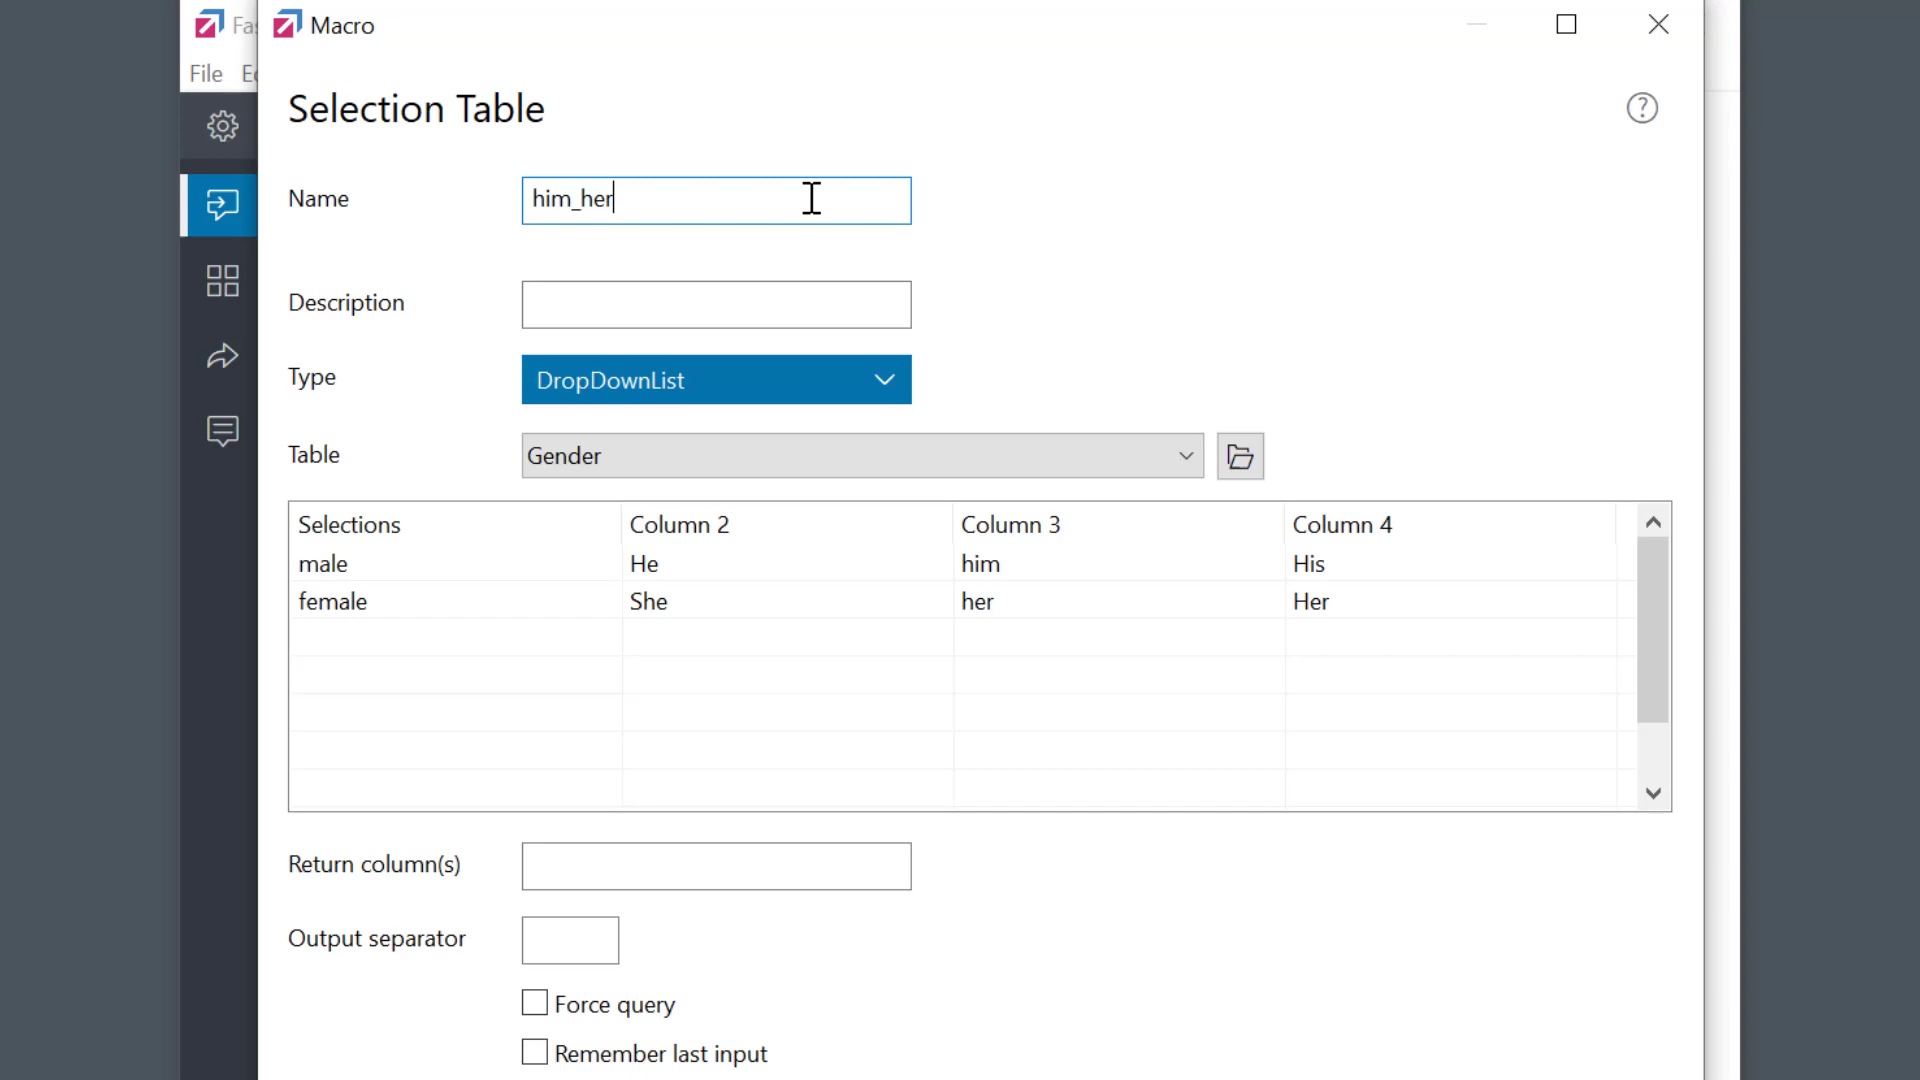 Macro
File
Selection Table
Name him_her
Description
Type DropDownList
Table Gender
Selections Column 2 Column 3 Column 4
male He him His
female She her Her
Return column(s)
Output separator
Force query
Remember last input